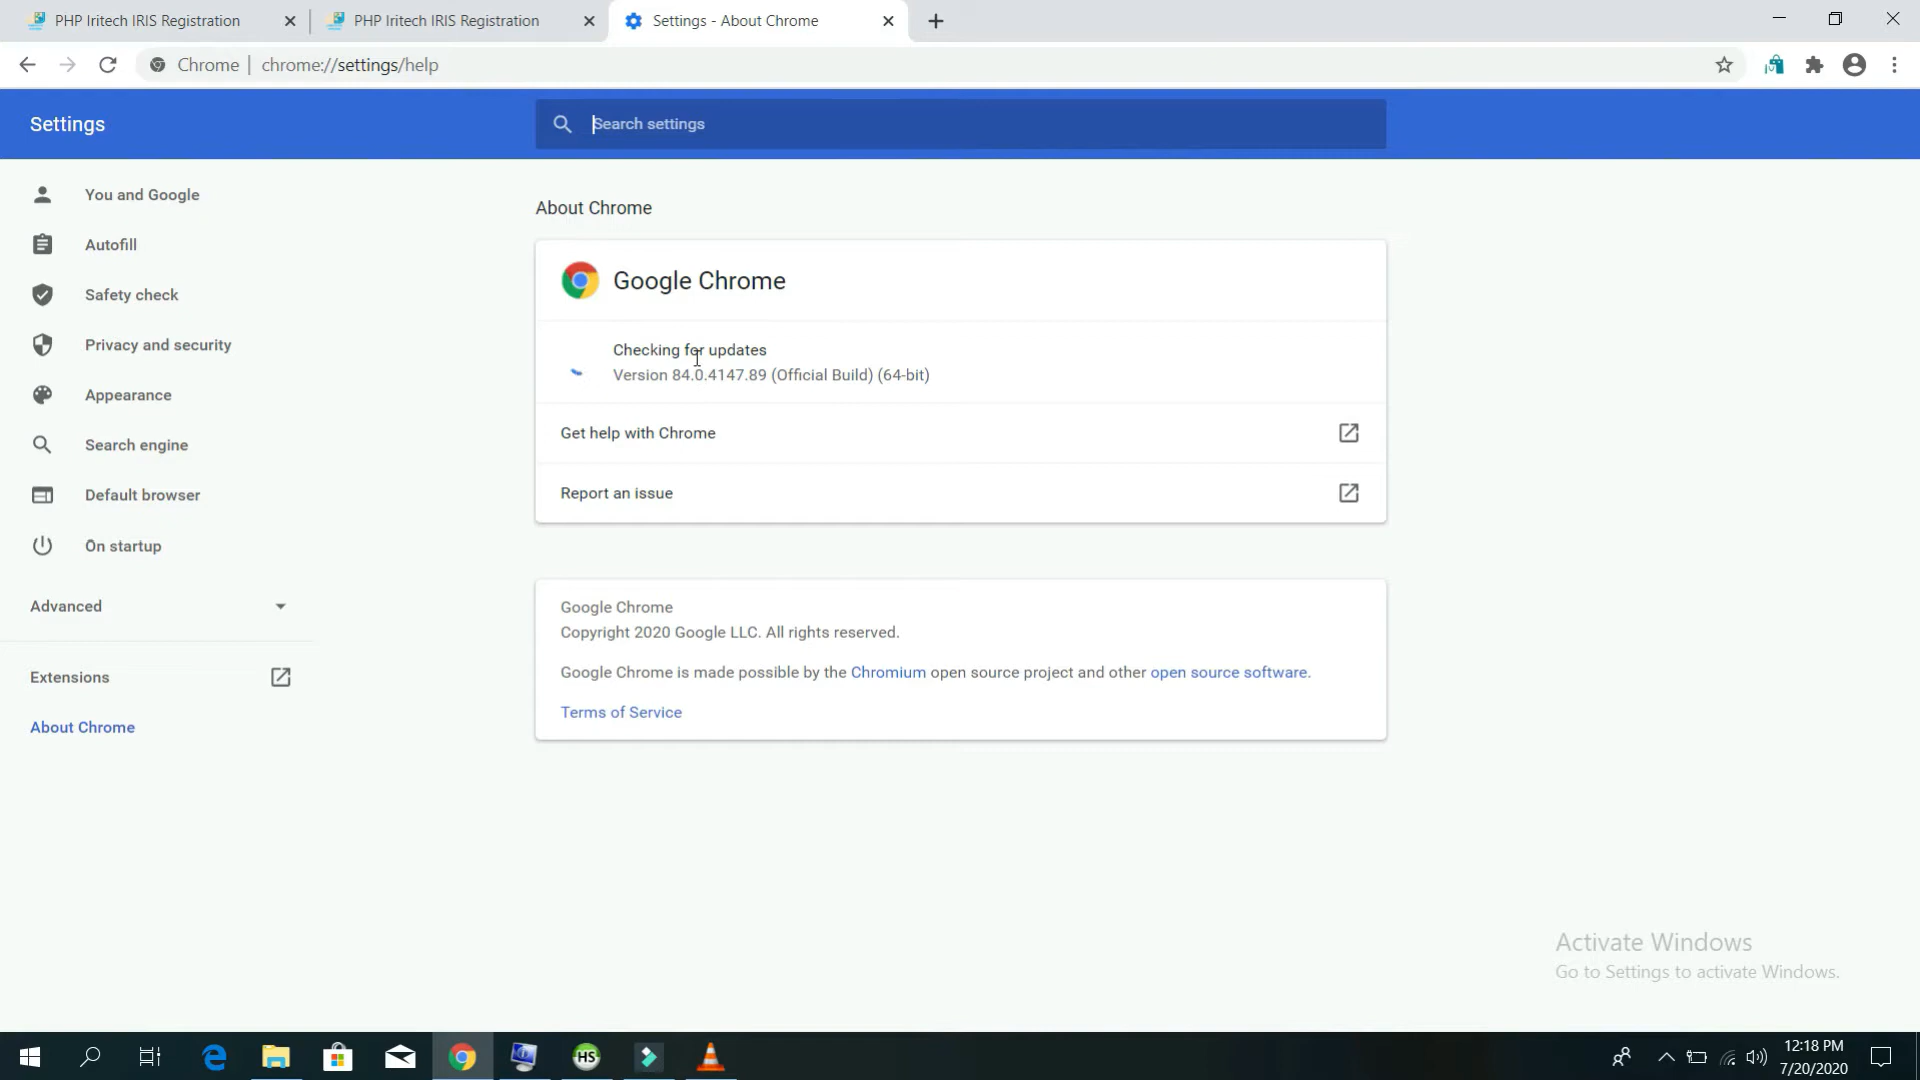 PHP Iritech IRIS Registration
PHP Iritech IRIS Registration
Settings - About Chrome
Chrome | chrome://settings/help
Settings
Search settings
You and Google
Autofill
Safety check
Privacy and security
Appearance
Search engine
Default browser
On startup
Advanced
Extensions
About Chrome
About Chrome
Google Chrome
Checking for updates
Version 84.0.4147.89 (Official Build) (64-bit)
Get help with Chrome
Report an issue
Google Chrome
Copyright 2020 Google LLC. All rights reserved.
Google Chrome is made possible by the Chromium open source project and other open source software.
Terms of Service
Activate Windows
Go to Settings to activate Windows.
HS
12:18 PM
7/20/2020